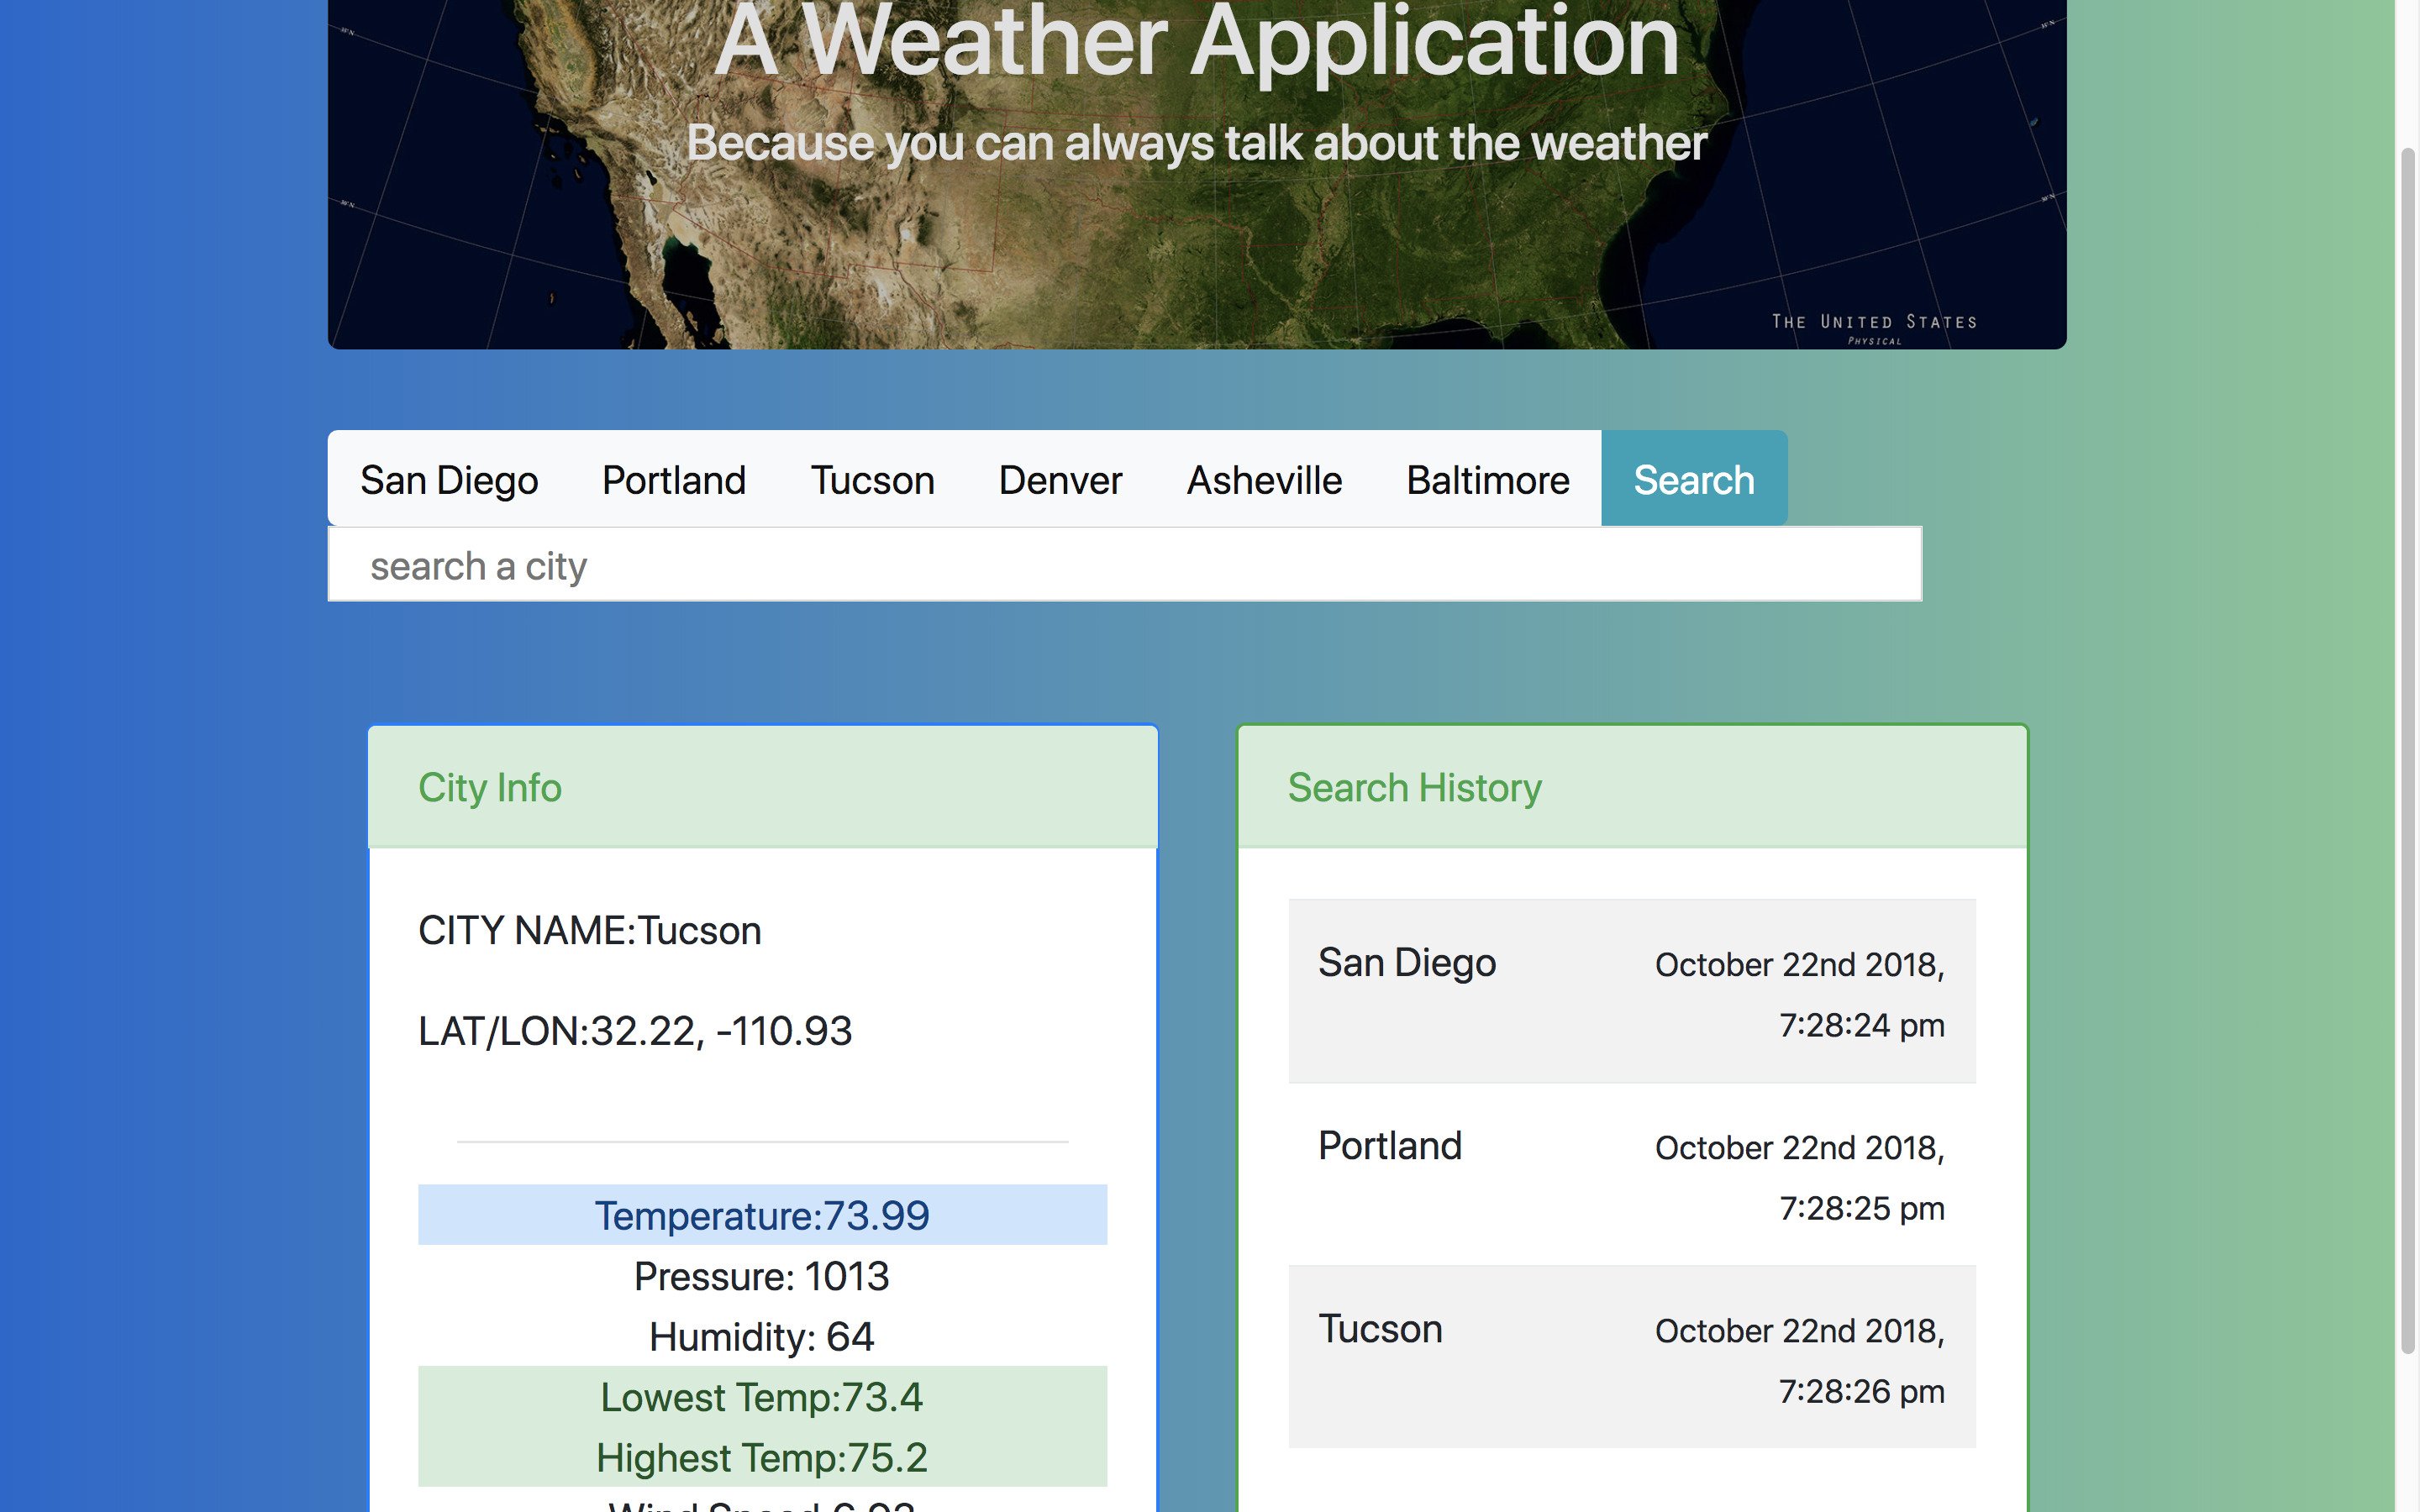 A Weather Application
Because you can always talk about the weather
THE UNITED STATES
PHYSICAL
San Diego Portland Tucson Denver Asheville Baltimore Search
search a city
City Info
CITY NAME:Tucson
LAT/LON:32.22, -110.93
Temperature:73.99
Pressure: 1013
Humidity: 64
Lowest Temp:73.4
Highest Temp:75.2
Search History
San Diego October 22nd 2018,
7:28:24 pm
Portland October 22nd 2018,
7:28:25 pm
Tucson October 22nd 2018,
7:28:26 pm